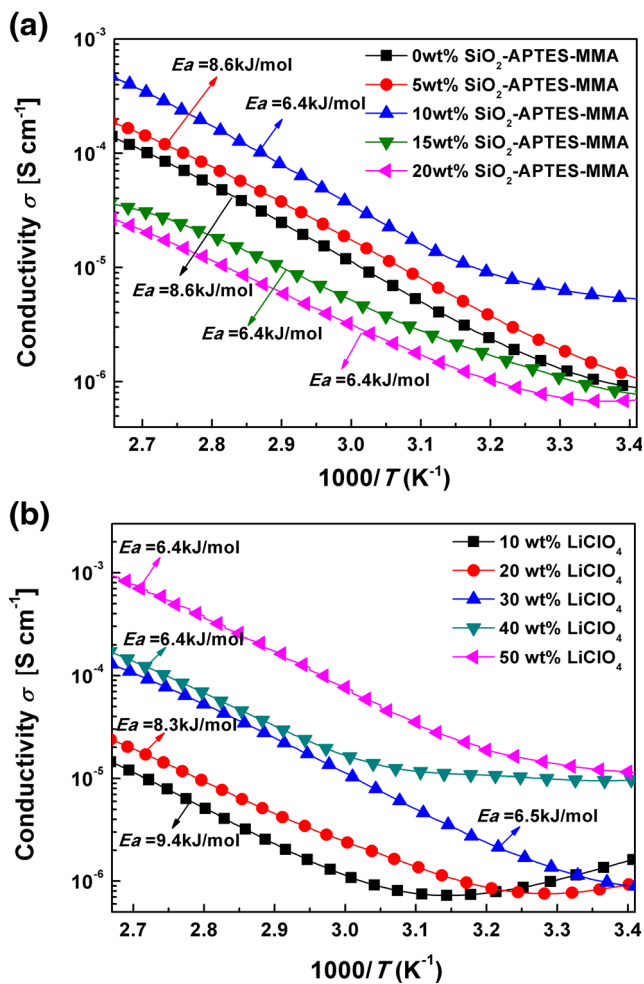 (a)
10⁻³
10⁻⁴
10⁻⁵
10⁻⁶
Conductivity σ [S cm⁻¹]
Ea =8.6kJ/mol
Ea =6.4kJ/mol
0wt% SiO₂-APTES-MMA
5wt% SiO₂-APTES-MMA
10wt% SiO₂-APTES-MMA
15wt% SiO₂-APTES-MMA
20wt% SiO₂-APTES-MMA
Ea =8.6kJ/mol
Ea =6.4kJ/mol
Ea =6.4kJ/mol
2.7 2.8 2.9 3.0 3.1 3.2 3.3 3.4
1000/T (K⁻¹)
(b)
10⁻³
10⁻⁴
10⁻⁵
10⁻⁶
Conductivity σ [S cm⁻¹]
Ea =6.4kJ/mol
10 wt% LiClO₄
20 wt% LiClO₄
30 wt% LiClO₄
40 wt% LiClO₄
50 wt% LiClO₄
Ea =6.4kJ/mol
Ea =8.3kJ/mol
Ea =6.5kJ/mol
Ea =9.4kJ/mol
2.7 2.8 2.9 3.0 3.1 3.2 3.3 3.4
1000/T (K⁻¹)